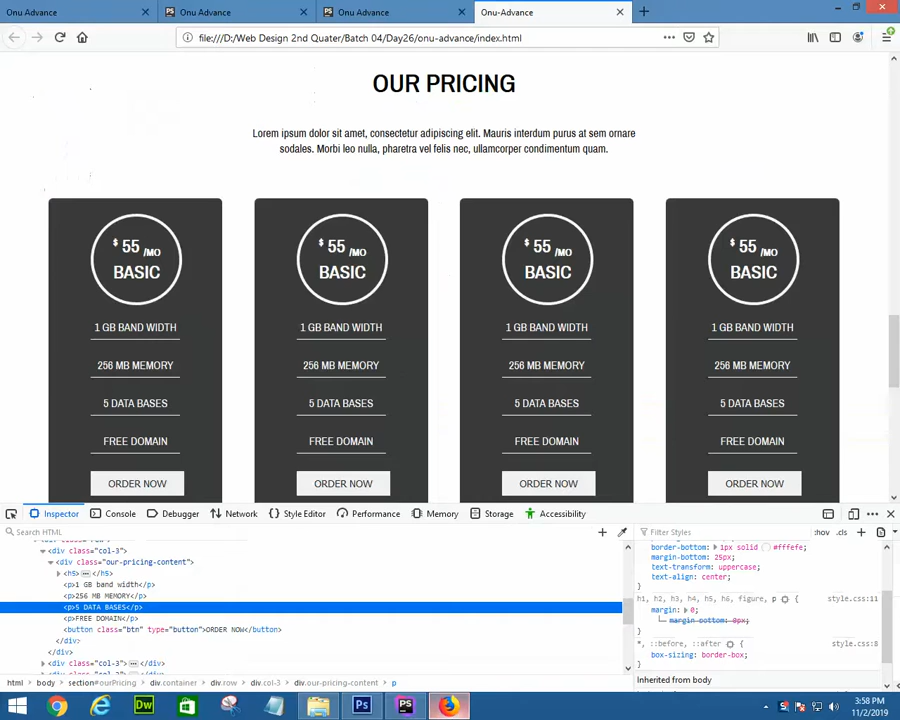 Onu Advance
Onu Advance
Onu Advance
Onu-Advance
file:///D:/Web Design 2nd Quater/Batch 04/Day26/onu-advance/index.html
OUR PRICING
Lorem ipsum dolor sit amet, consectetur adipiscing elit. Mauris interdum purus at sem ornare
sodales. Morbi leo nulla, pharetra vel felis nec, ullamcorper condimentum quam.
$ 55 /MO $ 55 /MO $ 55 /MO $ 55 /MO
BASIC BASIC BASIC BASIC
1 GB BAND WIDTH 1 GB BAND WIDTH 1 GB BAND WIDTH 1 GB BAND WIDTH
256 MB MEMORY 256 MB MEMORY 256 MB MEMORY 256 MB MEMORY
5 DATA BASES 5 DATA BASES 5 DATA BASES 5 DATA BASES
FREE DOMAIN FREE DOMAIN FREE DOMAIN FREE DOMAIN
ORDER NOW ORDER NOW ORDER NOW ORDER NOW
Inspector Console Debugger Network Style Editor Performance Memory Storage Accessibility
Search HTML
<div class="col-3">
<div class="our-pricing-content">
<h5></h5>
<p>1 GB band width</p>
<p>256 MB MEMORY</p>
<p>5 DATA BASES</p>
<p>FREE DOMAIN</p>
<button class="btn" type="button">ORDER NOW</button>
</div>
</div>
<div class="col-3"></div>
Filter Styles :hov .cls
border-bottom: 1px solid #fffefe;
margin-bottom: 25px;
text-transform: uppercase;
text-align: center;
}
h1, h2, h3, h4, h5, h6, figure, p { style.css:11
margin: 0;
margin-bottom: 0px;
}
*, ::before, ::after { style.css:8
box-sizing: border-box;
}
Inherited from body
html body section#ourPricing div.container div.row div.col-3 div.our-pricing-content p
Dw
Ps
PS
3:58 PM
11/2/2019